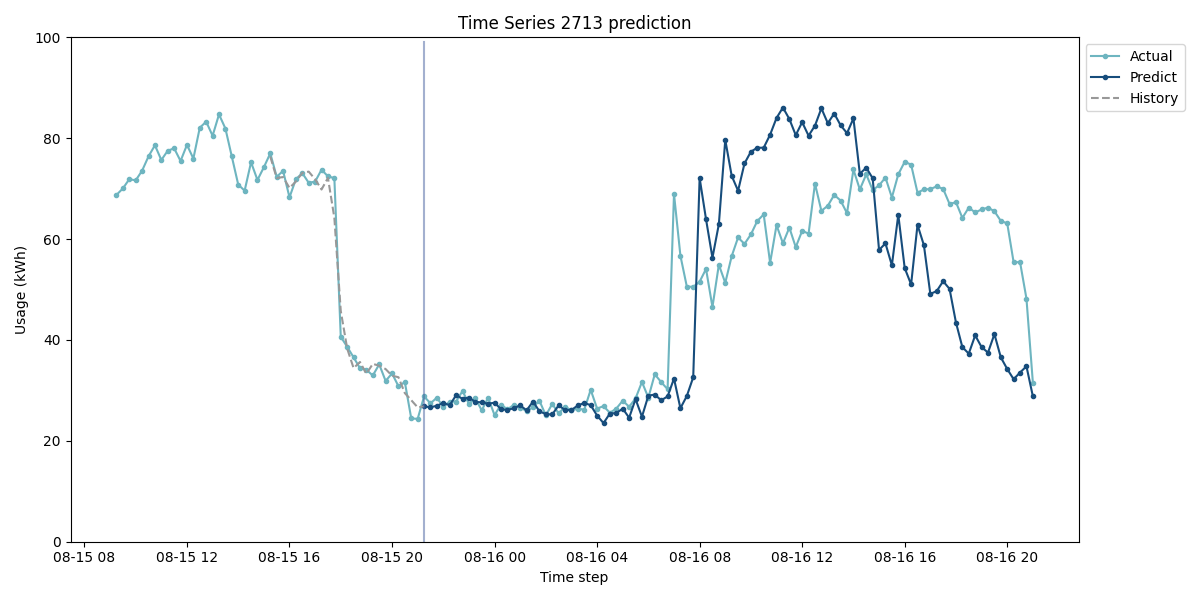 Time Series 2713 prediction
Usage (kWh)
100
80
60
40
20
0
08-15 08
08-15 12
08-15 16
08-15 20
08-16 00
08-16 04
08-16 08
08-16 12
08-16 16
08-16 20
Time step
Actual
Predict
History